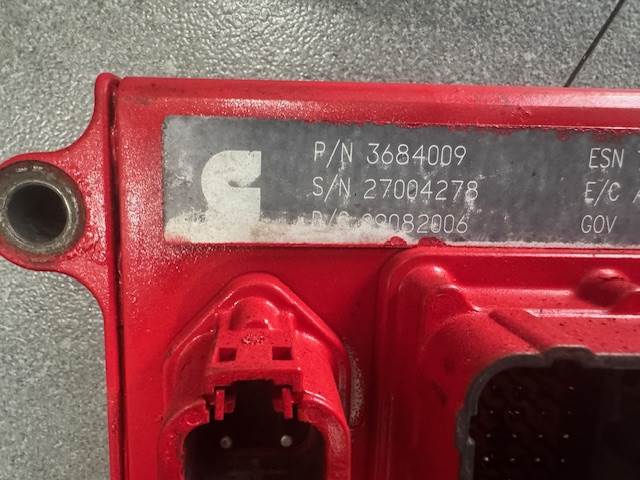 P/N 3684009 ESN
S/N 27004278 E/C
D/C 09082006 GOV